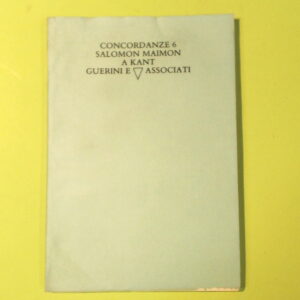 CONCORDANZE 6
SALOMON MAIMON
A KANT
GUERINI E ASSOCIATI